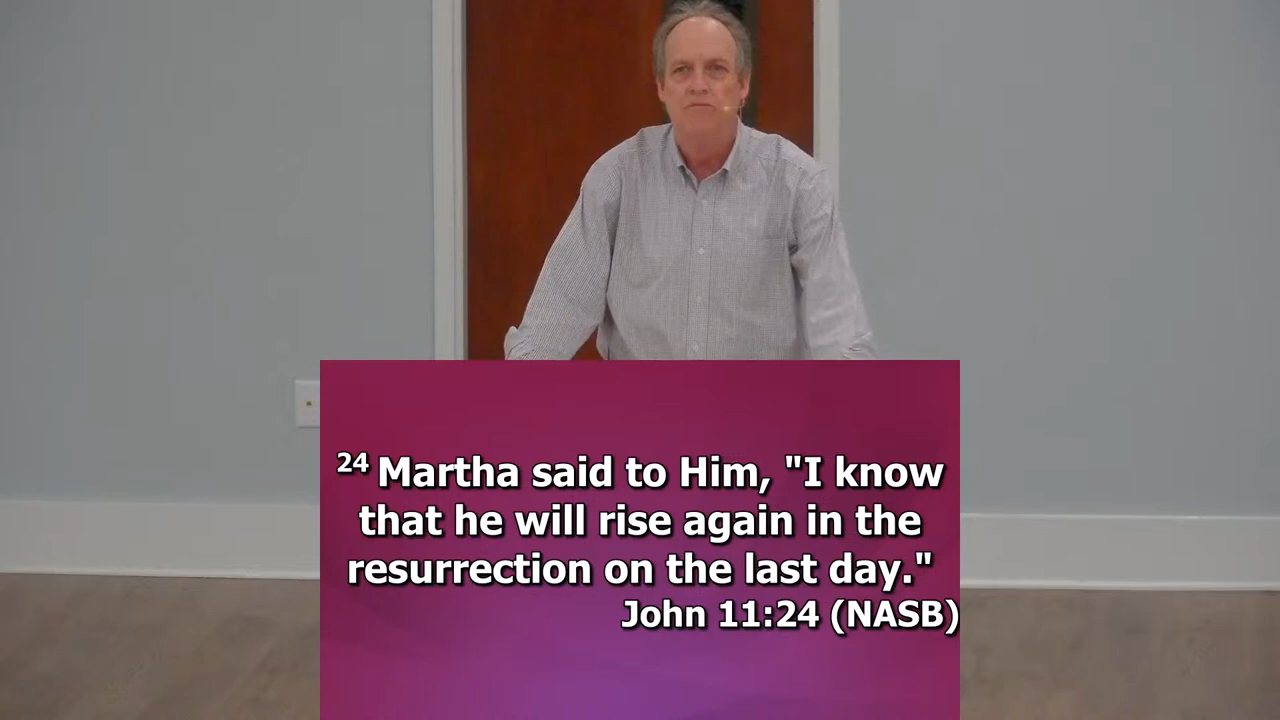 24 Martha said to Him, "I know
that he will rise again in the
resurrection on the last day."
John 11:24 (NASB)